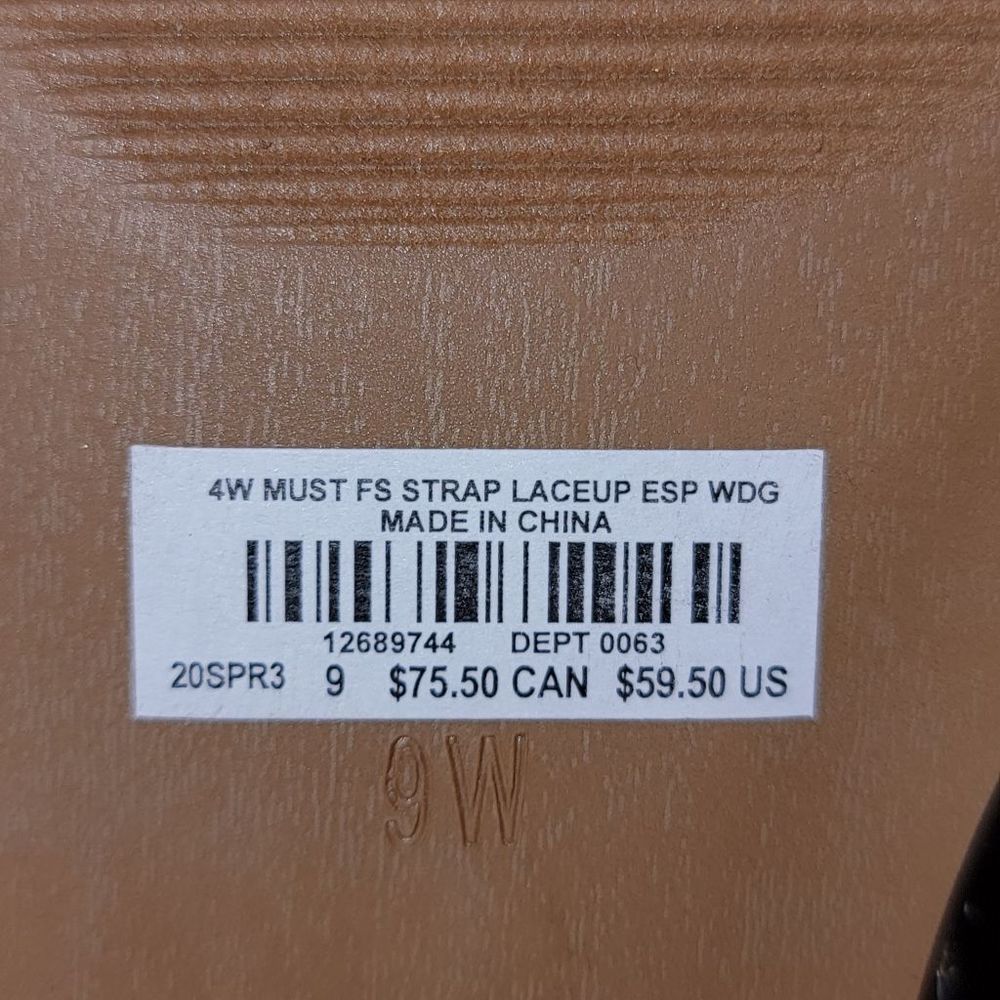 4W MUST FS STRAP LACEUP ESP WDG
MADE IN CHINA
12689744 DEPT 0063
20SPR3 9 $75.50 CAN $59.50 US
9W